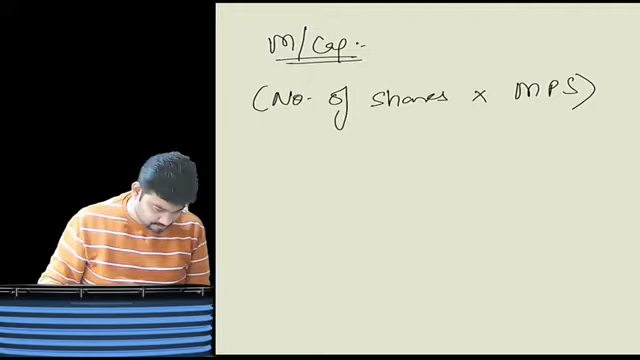 M/Cap :-
(No. of shares x MPS)